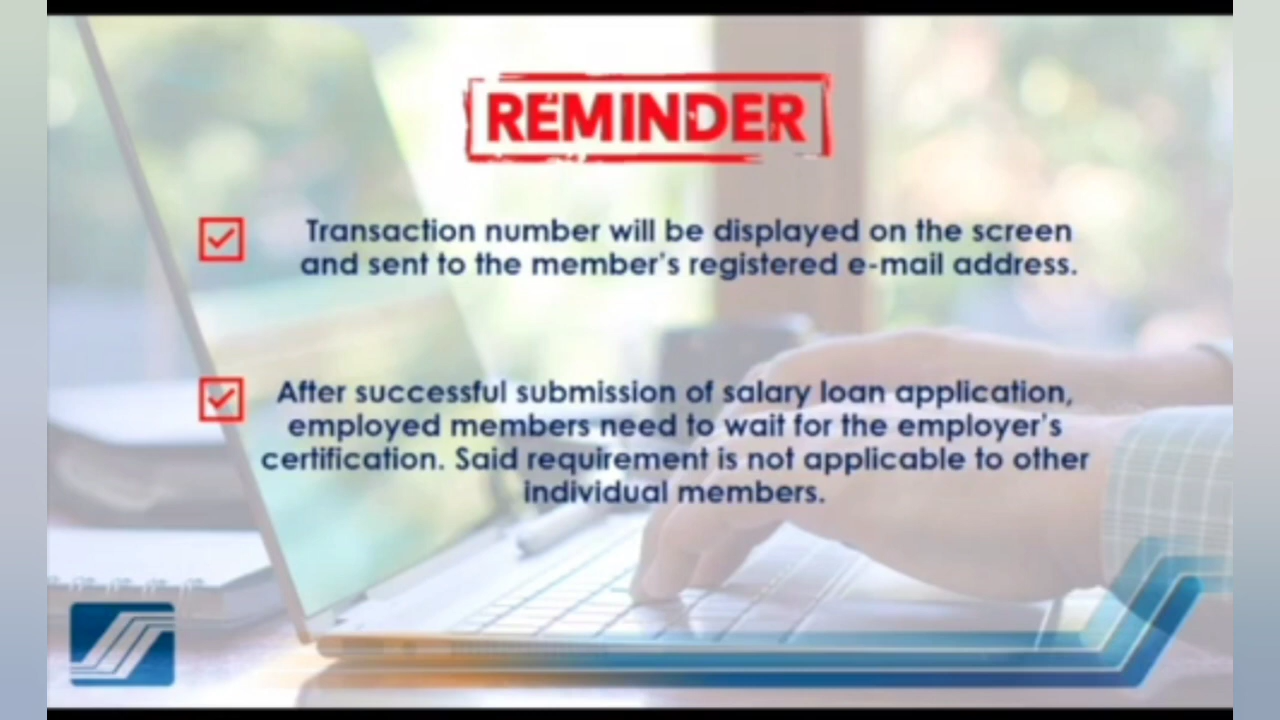 REMINDER
Transaction number will be displayed on the screen
and sent to the member's registered e-mail address.
After successful submission of salary loan application,
employed members need to wait for the employer's
certification. Said requirement is not applicable to other
individual members.